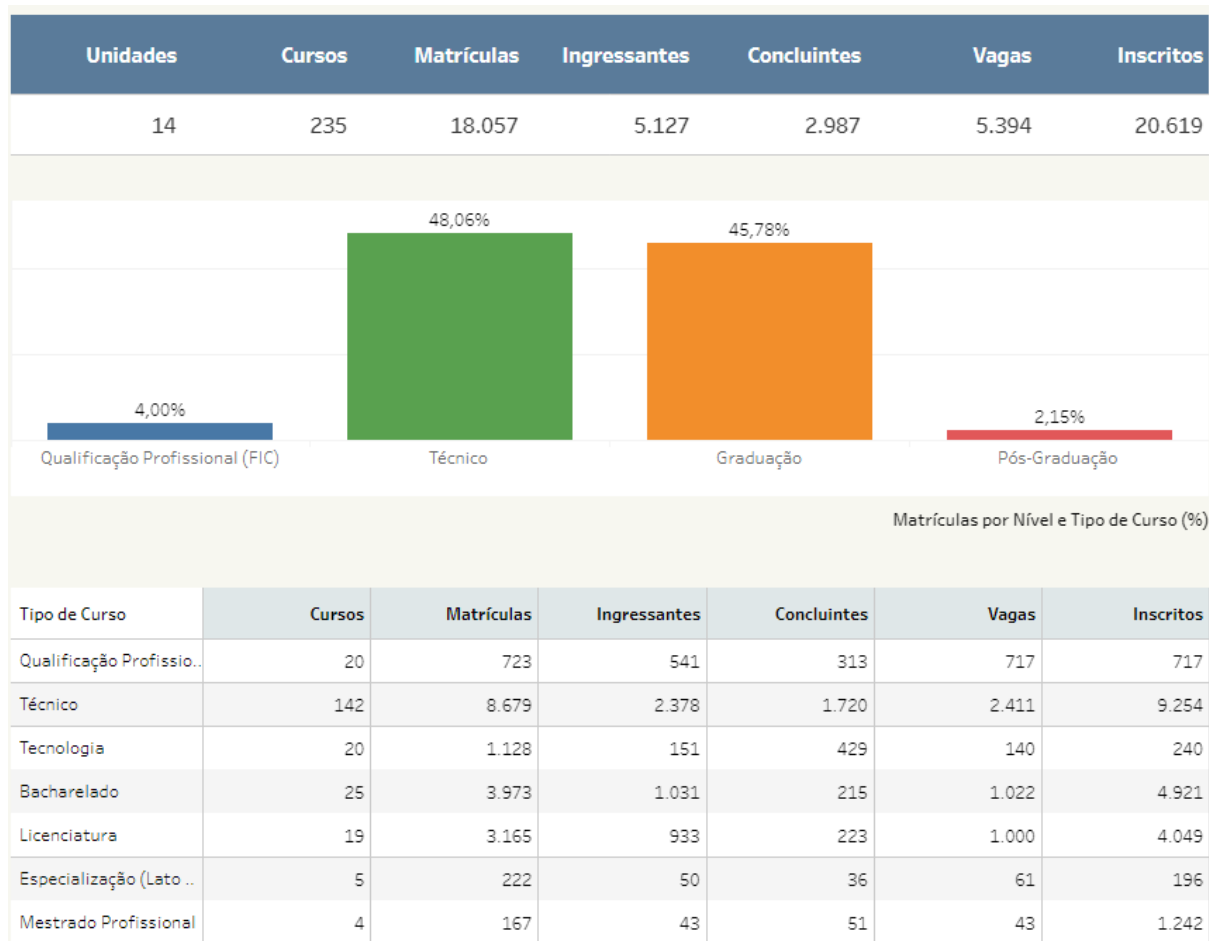 Unidades Cursos Matrículas Ingressantes Concluintes Vagas Inscritos
14 235 18.057 5.127 2.987 5.394 20.619
48,06%
45,78%
4,00%
2,15%
Qualificação Profissional (FIC) Técnico Graduação Pós-Graduação
Matrículas por Nível e Tipo de Curso (%)
Tipo de Curso Cursos Matrículas Ingressantes Concluintes Vagas Inscritos
Qualificação Profissio.. 20 723 541 313 717 717
Técnico 142 8.679 2.378 1.720 2.411 9.254
Tecnologia 20 1.128 151 429 140 240
Bacharelado 25 3.973 1.031 215 1.022 4.921
Licenciatura 19 3.165 933 223 1.000 4.049
Especialização (Lato .. 5 222 50 36 61 196
Mestrado Profissional 4 167 43 51 43 1.242